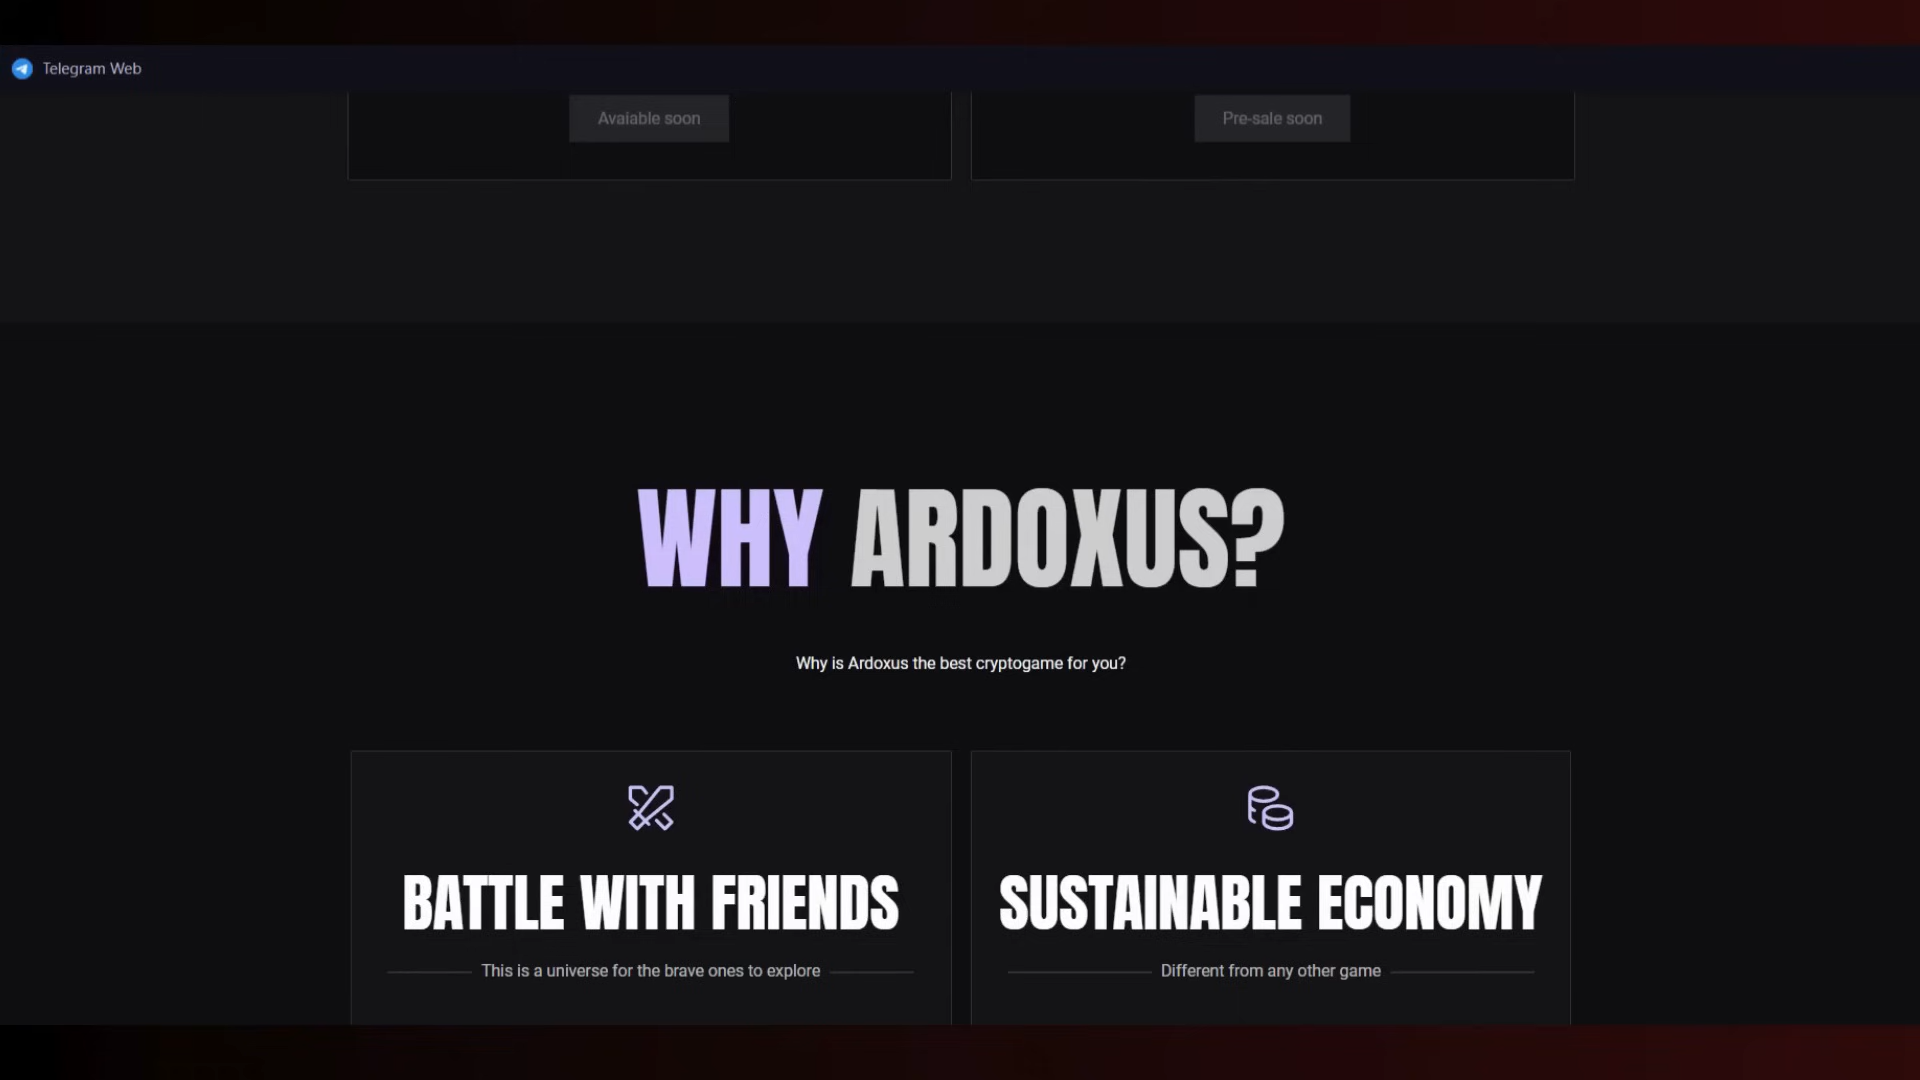 Telegram Web
Avaiable soon
Pre-sale soon
WHY ARDOXUS?
Why is Ardoxus the best cryptogame for you?
BATTLE WITH FRIENDS
This is a universe for the brave ones to explore
SUSTAINABLE ECONOMY
Different from any other game